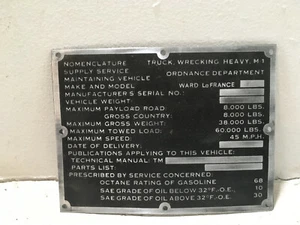 NOMENCLATURE TRUCK, WRECKING, HEAVY, M-1
SUPPLY SERVICE ORDNANCE DEPARTMENT
MAINTAINING VEHICLE
MAKE AND MODEL WARD LaFRANCE
MANUFACTURER'S SERIAL NO.:
VEHICLE WEIGHT:
MAXIMUM PAYLOAD: ROAD: 8,000 LBS.
GROSS COUNTRY: 8,000 LBS.
MAXIMUM GROSS WEIGHT: 38,000 LBS.
MAXIMUM TOWED LOAD: 60,000 LBS.
MAXIMUM SPEED: 45 M.P.H.
DATE OF DELIVERY:
PUBLICATIONS APPLYING TO THIS VEHICLE:
TECHNICAL MANUAL: TM
PARTS LIST:
PRESCRIBED BY SERVICE CONCERNED:
OCTANE RATING OF GASOLINE 68
SAE GRADE OF OIL BELOW 32°F.-O.E., 10
SAE GRADE OF OIL ABOVE 32°F.-O.E., 30